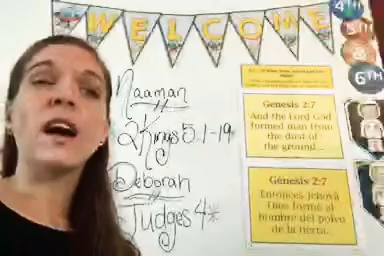 WELCOME
4TH
5TH
6TH
Naaman
2 Kings 5:1-19
Deborah
Judges 4*
Genesis 2:7
And the Lord God
formed man from
the dust of
the ground...
Génesis 2:7
Entonces Jehová
Dios formó al
hombre del polvo
de la tierra.